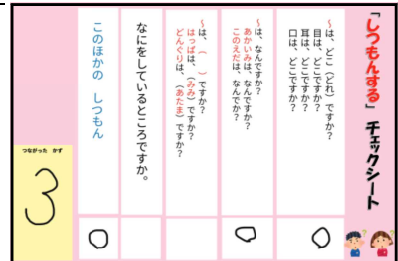 「しつもんする」チェックシート
～は、どこ（どれ）ですか？
目は、どこですか？
耳は、どこですか？
口は、どこですか？
～は、なんですか？
あかいみは、なんですか？
このえだは、なんですか？
～は、（　　）ですか？
はっぱは、（みみ）ですか？
どんぐりは、（あたま）ですか？
なにをしているところですか。
このほかの　しつもん
つながった　かず
3